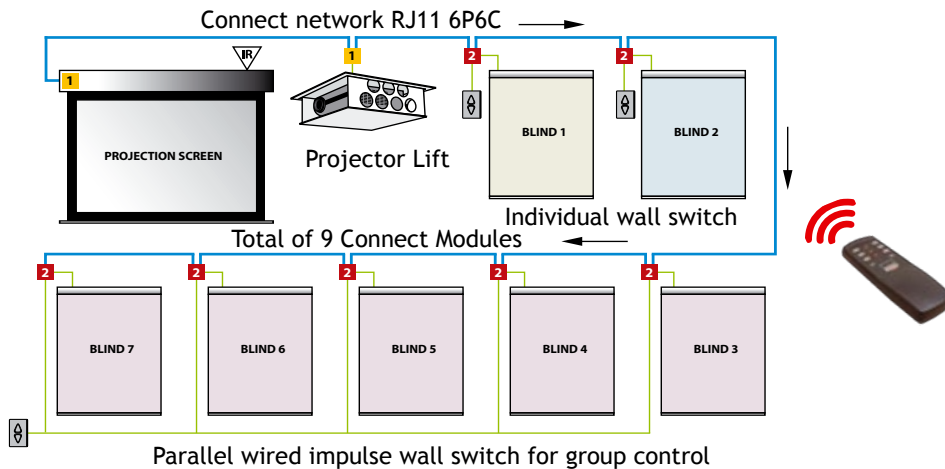 Connect network RJ11 6P6C
IR
1
1
2
2
PROJECTION SCREEN
BLIND 1
BLIND 2
Projector Lift
Individual wall switch
Total of 9 Connect Modules
2
2
2
2
2
BLIND 7
BLIND 6
BLIND 5
BLIND 4
BLIND 3
Parallel wired impulse wall switch for group control